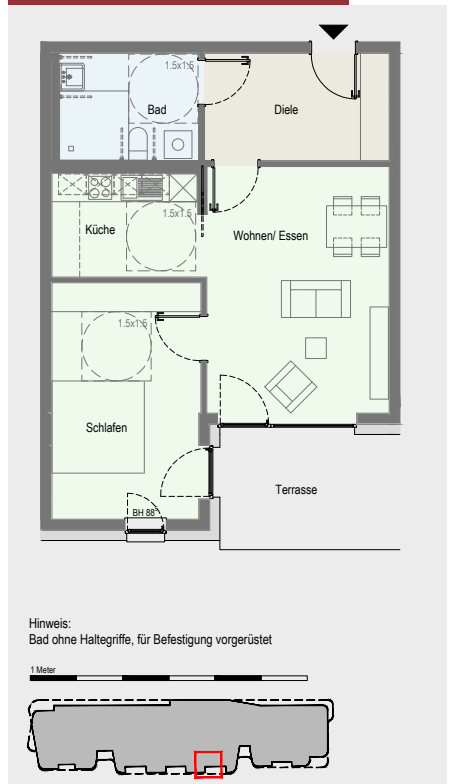 1.5x1.5
Bad
Diele
1.5x1.5
Küche
Wohnen/ Essen
1.5x1.5
Schlafen
Terrasse
BH 88
Hinweis:
Bad ohne Haltegriffe, für Befestigung vorgerüstet
1 Meter